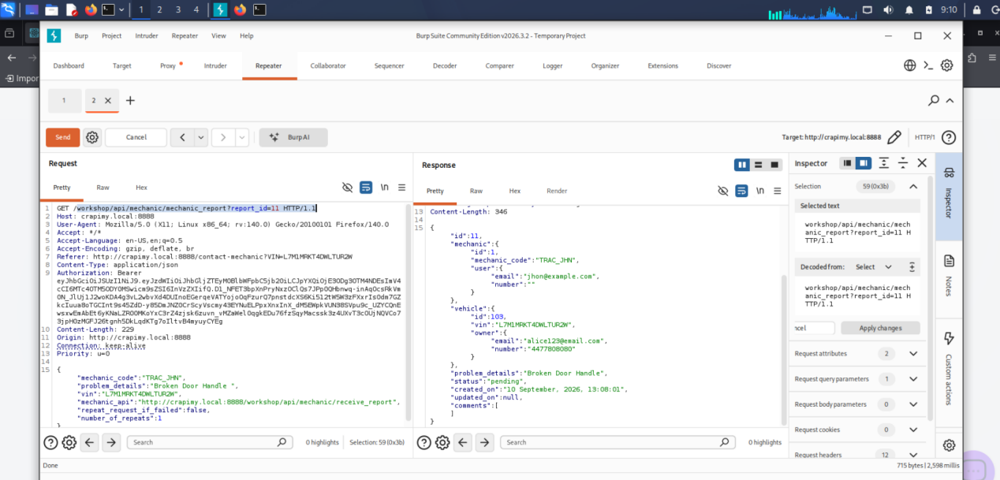 1 2 3 4
9:10
Impor
Burp Project Intruder Repeater View Help
Burp Suite Community Edition v2026.3.2 - Temporary Project
Dashboard Target Proxy Intruder Repeater Collaborator Sequencer Decoder Comparer Logger Organizer Extensions Discover
1 2 × +
Send Cancel Burp AI
Target: http://crapimy.local:8888 HTTP/1
Request
Pretty Raw Hex
1 GET /workshop/api/mechanic/mechanic_report?report_id=11 HTTP/1.1
2 Host: crapimy.local:8888
3 User-Agent: Mozilla/5.0 (X11; Linux x86_64; rv:140.0) Gecko/20100101 Firefox/140.0
4 Accept: */*
5 Accept-Language: en-US,en;q=0.5
6 Accept-Encoding: gzip, deflate, br
7 Referer: http://crapimy.local:8888/contact-mechanic?VIN=L7M1MRKT4DWLTUR2W
8 Content-Type: application/json
9 Authorization: Bearer
10 Content-Length: 229
11 Origin: http://crapimy.local:8888
12 Connection: keep-alive
13 Priority: u=0
14
15 {
"mechanic_code":"TRAC_JHN",
"problem_details":"Broken Door Handle ",
"vin":"L7M1MRKT4DWLTUR2W",
"mechanic_api":"http://crapimy.local:8888/workshop/api/mechanic/receive_report",
"repeat_request_if_failed":false,
"number_of_repeats":1
}
Search 0 highlights Selection: 59 (0x3b)
Response
Pretty Raw Hex Render
13 Content-Length: 346
14
15 {
"id":11,
"mechanic":{
"id":1,
"mechanic_code":"TRAC_JHN",
"user":{
"email":"jhon@example.com",
"number":""
}
},
"vehicle":{
"id":103,
"vin":"L7M1MRKT4DWLTUR2W",
"owner":{
"email":"alice123@email.com",
"number":"4477808080"
}
},
"problem_details":"Broken Door Handle",
"status":"pending",
"created_on":"10 September, 2026, 13:08:01",
"updated_on":null,
"comments":[
]
}
Search 0 highlights
Inspector
Selection 59 (0x3b)
Selected text
workshop/api/mechanic/mech
anic_report?report_id=11 H
TTP/1.1
Decoded from: Select
workshop/api/mechanic/mech
anic_report?report_id=11 H
TTP/1.1
ncel Apply changes
Request attributes 2
Request query parameters 1
Request body parameters 0
Request cookies 0
Request headers 12
Inspector
Notes
Custom actions
Done
715 bytes | 2,598 millis